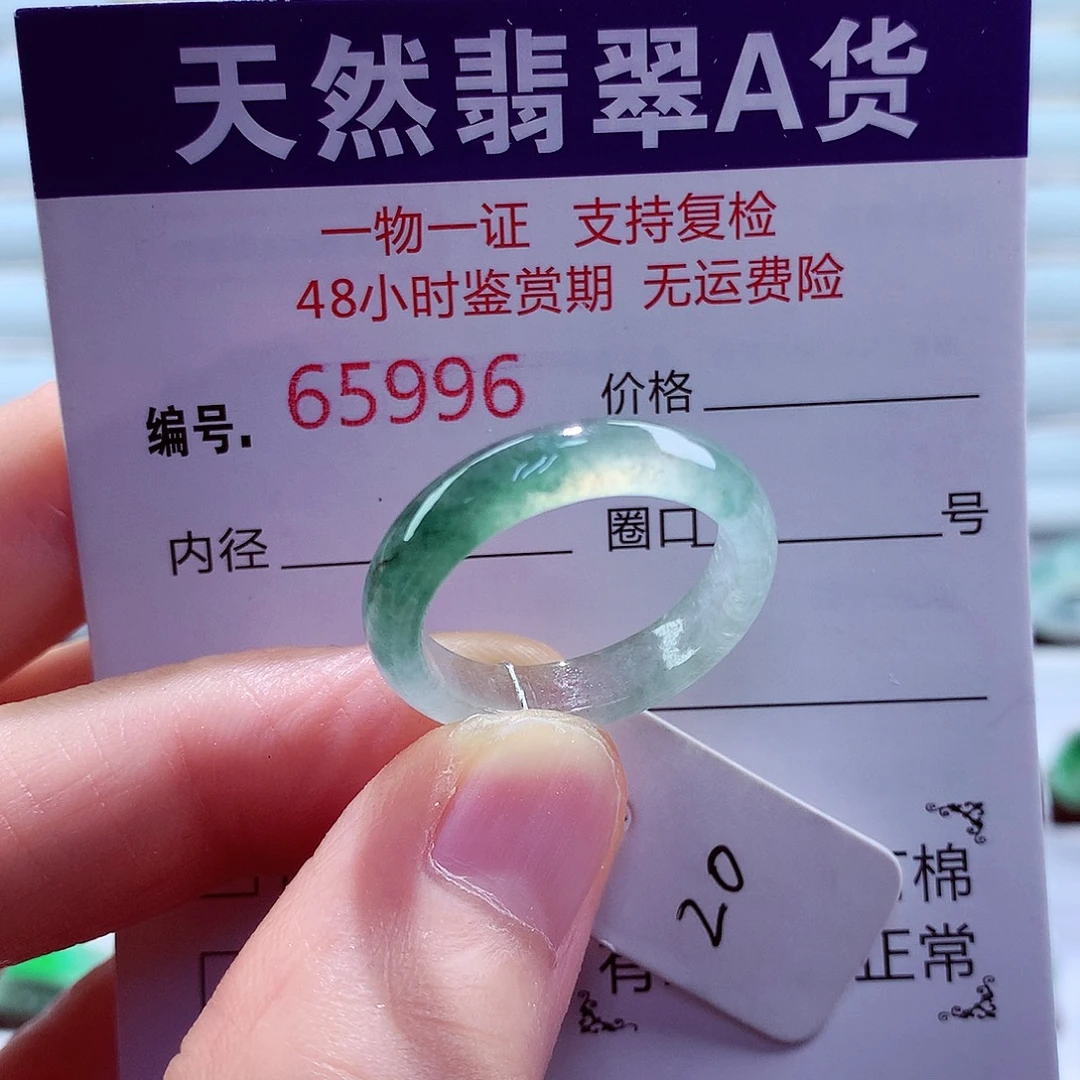 天然翡翠A货
一物一证 支持复检
48小时鉴赏期 无运费险
编号. 65996 价格
内径 圈口 号
20
棉
有 正常